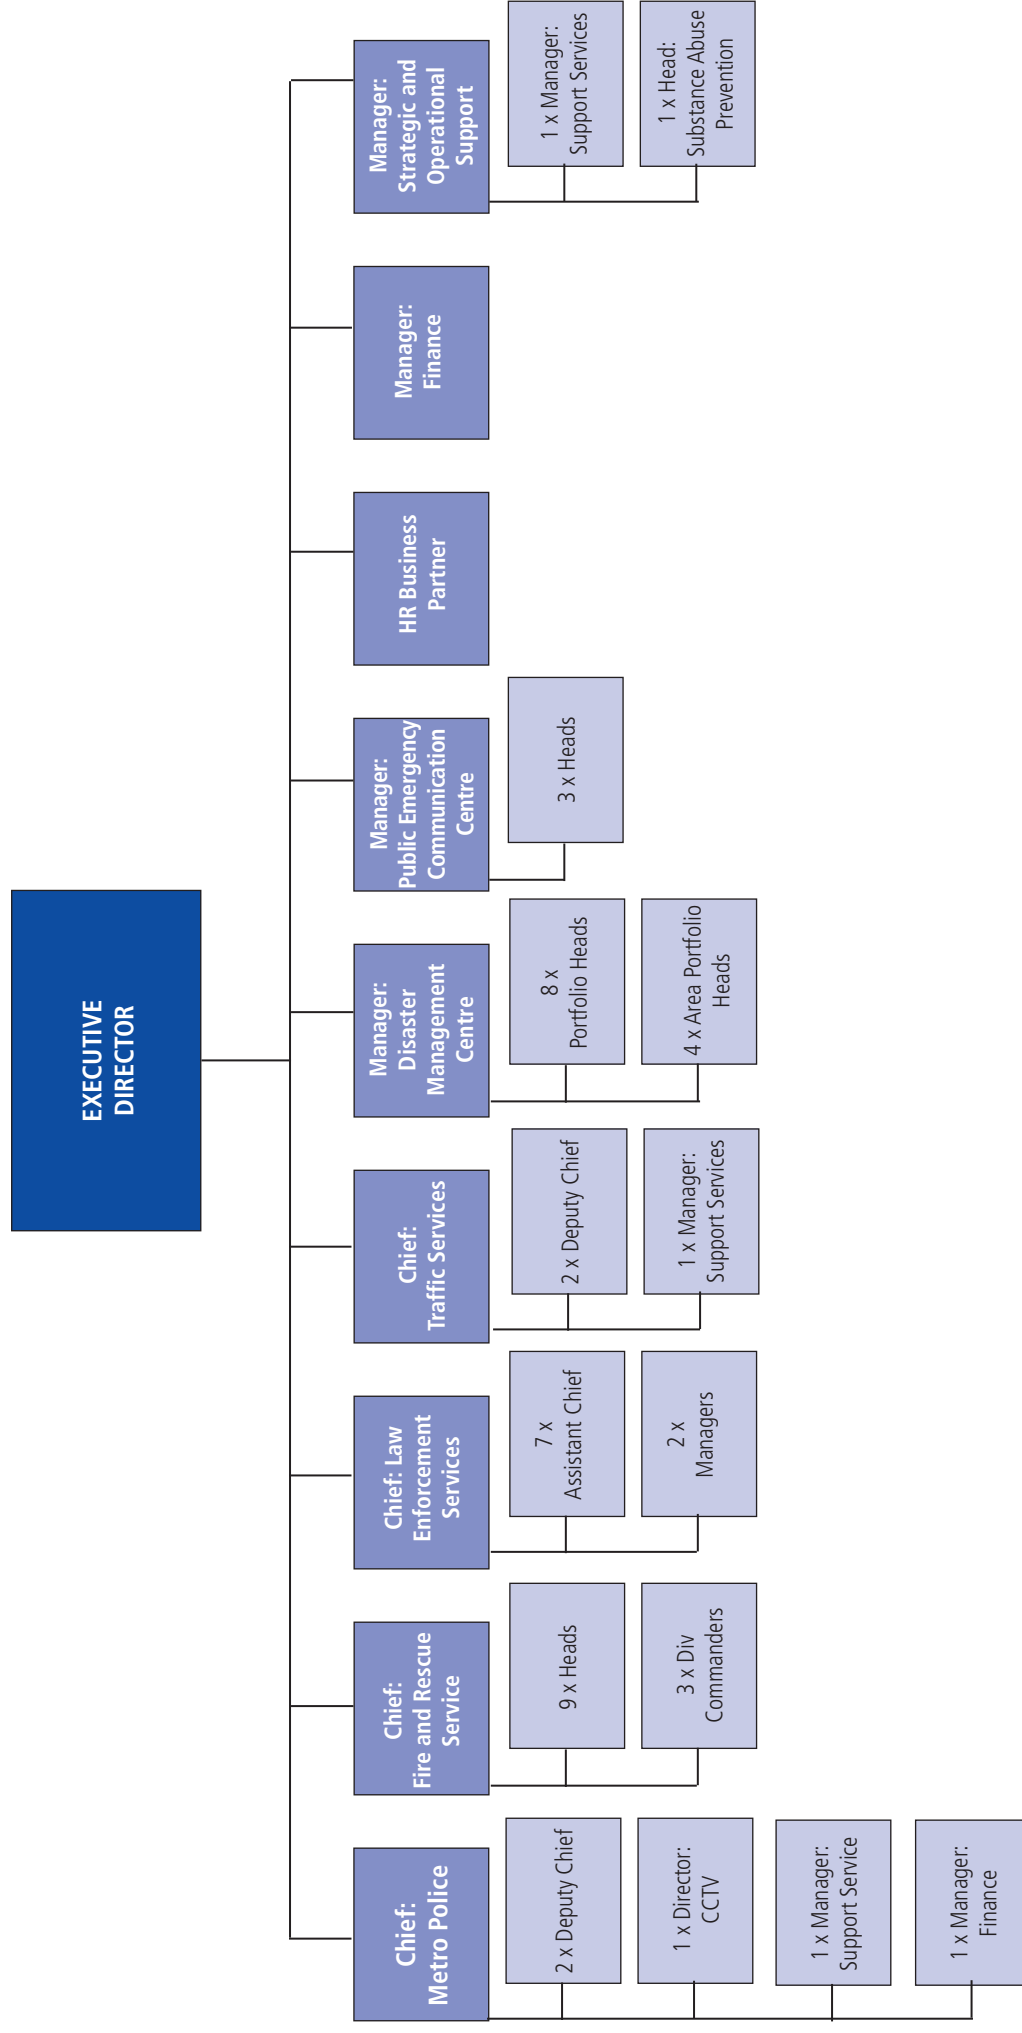 EXECUTIVE
DIRECTOR
Chief:
Metro Police
2 x Deputy Chief
1 x Director:
CCTV
1 x Manager:
Support Service
1 x Manager:
Finance
Chief:
Fire and Rescue
Service
9 x Heads
3 x Div
Commanders
Chief: Law
Enforcement
Services
7 x
Assistant Chief
2 x
Managers
Chief:
Traffic Services
2 x Deputy Chief
1 x Manager:
Support Services
Manager:
Disaster
Management
Centre
8 x
Portfolio Heads
4 x Area Portfolio
Heads
Manager:
Public Emergency
Communication
Centre
3 x Heads
HR Business
Partner
Manager:
Finance
Manager:
Strategic and
Operational
Support
1 x Manager:
Support Services
1 x Head:
Substance Abuse
Prevention